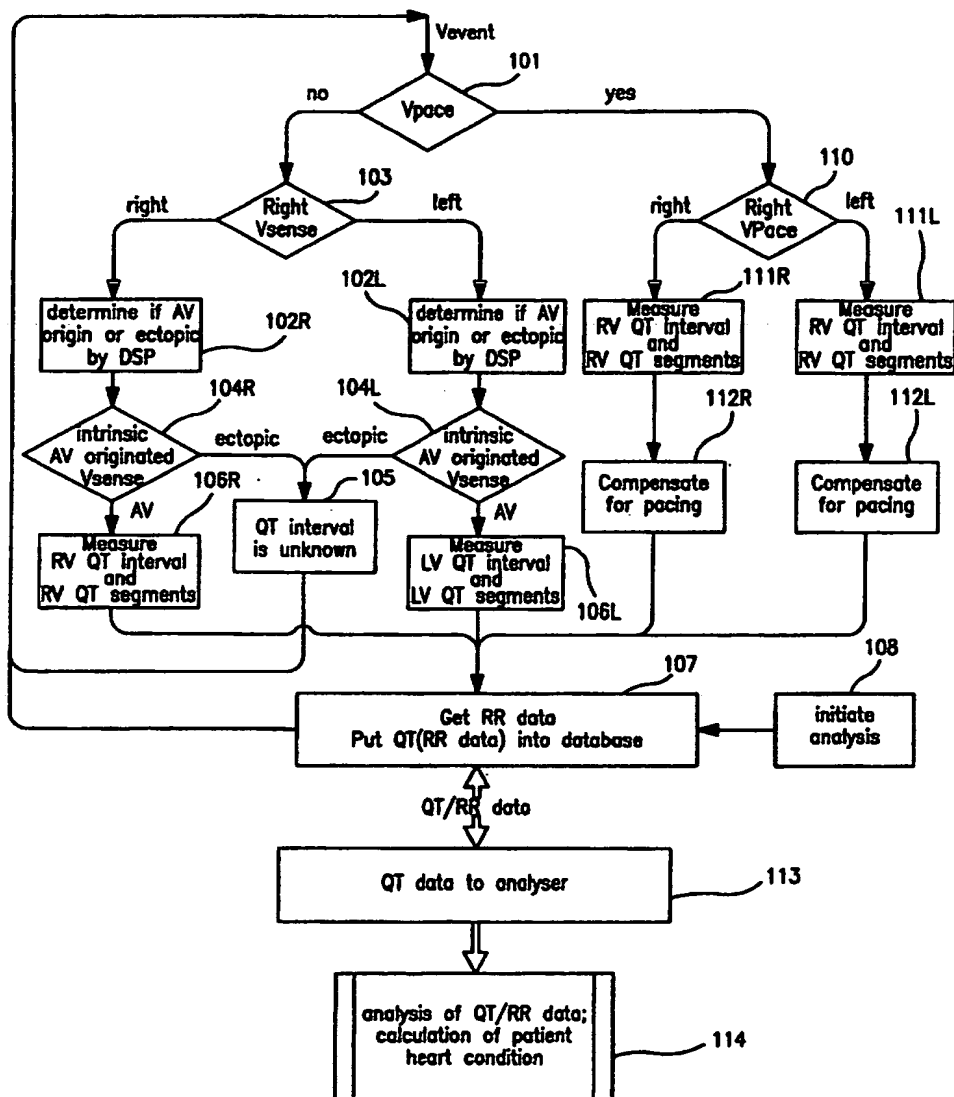 Vevent
101
no
Vpace
yes
103
110
right
Right
Vsense
left
right
Right
VPace
left
111L
102L
111R
determine if AV
origin or ectopic
by DSP
102R
determine if AV
origin or ectopic
by DSP
Measure
RV QT interval
and
RV QT segments
Measure
RV QT interval
and
RV QT segments
104R
104L
112R
112L
intrinsic
AV originated
Vsense
ectopic
ectopic
intrinsic
AV originated
Vsense
105
106R
AV
AV
Compensate
for pacing
Compensate
for pacing
Measure
RV QT interval
and
RV QT segments
QT interval
is unknown
Measure
LV QT interval
and
LV QT segments
106L
107
108
Get RR data
Put QT(RR data) into database
initiate
analysis
QT/RR data
QT data to analyser
113
analysis of QT/RR data;
calculation of patient
heart condition
114